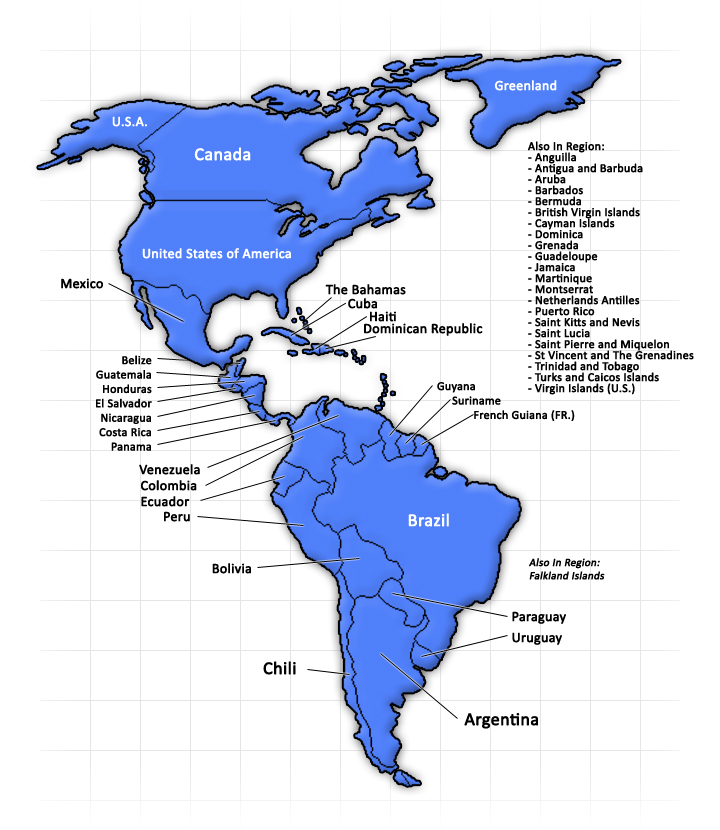 Greenland
U.S.A.
Canada
Also In Region:
- Anguilla
- Antigua and Barbuda
- Aruba
- Barbados
- Bermuda
- British Virgin Islands
- Cayman Islands
- Dominica
- Grenada
- Guadeloupe
- Jamaica
- Martinique
- Montserrat
- Netherlands Antilles
- Puerto Rico
- Saint Kitts and Nevis
- Saint Lucia
- Saint Pierre and Miquelon
- St Vincent and The Grenadines
- Trinidad and Tobago
- Turks and Caicos Islands
- Virgin Islands (U.S.)
United States of America
Mexico
The Bahamas
Cuba
Haiti
Dominican Republic
Belize
Guatemala
Honduras
El Salvador
Nicaragua
Costa Rica
Panama
Guyana
Suriname
French Guiana (FR.)
Venezuela
Colombia
Ecuador
Peru
Brazil
Bolivia
Also In Region:
Falkland Islands
Paraguay
Uruguay
Chili
Argentina